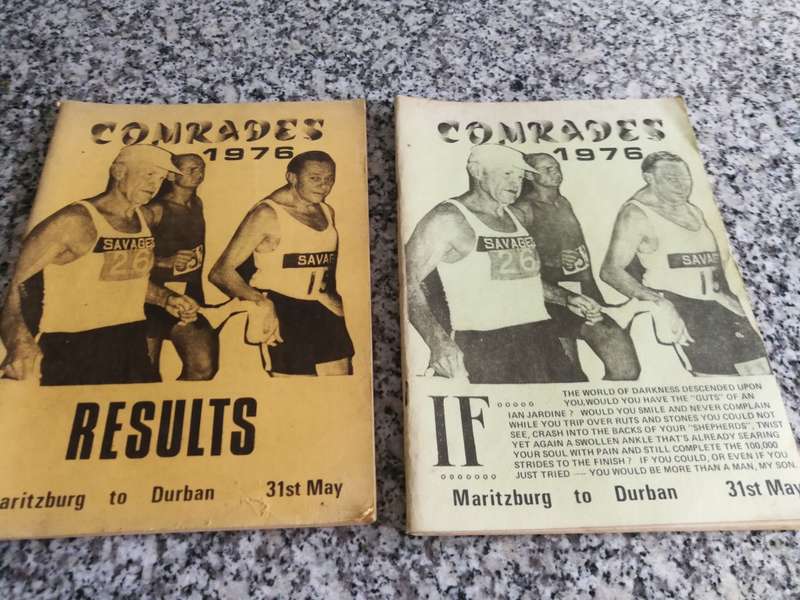 COMRADES
1976
SAVAGES
26
SAVAG
15
RESULTS
aritzburg to Durban 31st May
COMRADES
1976
SAVAGES
26
SAVAG
15
IF.....
.......
THE WORLD OF DARKNESS DESCENDED UPON
YOU,WOULD YOU HAVE THE "GUTS" OF AN
IAN JARDINE? WOULD YOU SMILE AND NEVER COMPLAIN
WHILE YOU TRIP OVER RUTS AND STONES YOU COULD NOT
SEE, CRASH INTO THE BACKS OF YOUR "SHEPHERDS", TWIST
YET AGAIN A SWOLLEN ANKLE THAT'S ALREADY SEARING
YOUR SOUL WITH PAIN AND STILL COMPLETE THE 100,000
STRIDES TO THE FINISH? IF YOU COULD, OR EVEN IF YOU
JUST TRIED — YOU WOULD BE MORE THAN A MAN, MY SON.
Maritzburg to Durban 31st May